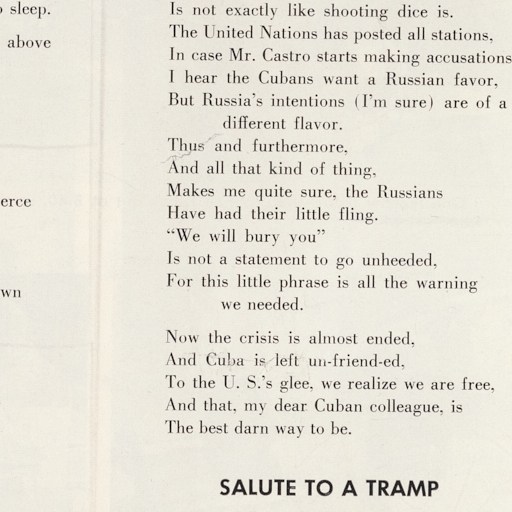 sleep.
above
erce
wn
Is not exactly like shooting dice is.
The United Nations has posted all stations,
In case Mr. Castro starts making accusations
I hear the Cubans want a Russian favor,
But Russia's intentions (I'm sure) are of a
different flavor.
Thus and furthermore,
And all that kind of thing,
Makes me quite sure, the Russians
Have had their little fling.
“We will bury you”
Is not a statement to go unheeded,
For this little phrase is all the warning
we needed.
Now the crisis is almost ended,
And Cuba is left un-friend-ed,
To the U. S.'s glee, we realize we are free,
And that, my dear Cuban colleague, is
The best darn way to be.
SALUTE TO A TRAMP